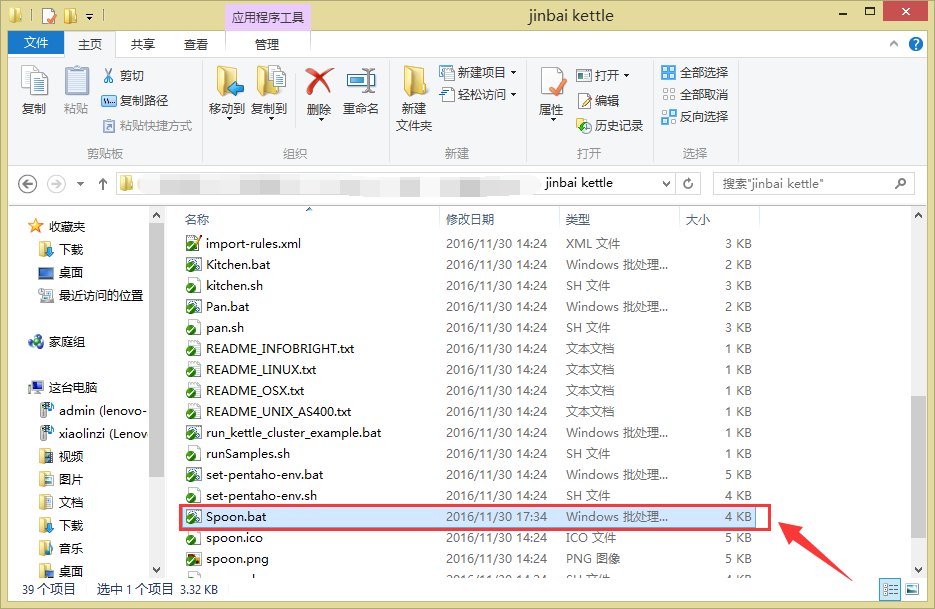 应用程序工具
jinbai kettle
文件 主页 共享 查看 管理
复制
粘贴
剪切
复制路径
粘贴快捷方式
剪贴板
移动到 复制到 删除 重命名
组织
新建
文件夹
新建项目
轻松访问
新建
属性
打开
编辑
历史记录
打开
全部选择
全部取消
反向选择
选择
jinbai kettle
搜索"jinbai kettle"
收藏夹
下载
桌面
最近访问的位置
家庭组
这台电脑
admin (lenovo-
xiaolinzi (Lenov
视频
图片
文档
下载
音乐
桌面
名称 修改日期 类型 大小
import-rules.xml 2016/11/30 14:24 XML 文件 3 KB
Kitchen.bat 2016/11/30 14:24 Windows 批处理... 2 KB
kitchen.sh 2016/11/30 14:24 SH 文件 3 KB
Pan.bat 2016/11/30 14:24 Windows 批处理... 2 KB
pan.sh 2016/11/30 14:24 SH 文件 3 KB
README_INFOBRIGHT.txt 2016/11/30 14:24 文本文档 1 KB
README_LINUX.txt 2016/11/30 14:24 文本文档 1 KB
README_OSX.txt 2016/11/30 14:24 文本文档 1 KB
README_UNIX_AS400.txt 2016/11/30 14:24 文本文档 1 KB
run_kettle_cluster_example.bat 2016/11/30 14:24 Windows 批处理... 1 KB
runSamples.sh 2016/11/30 14:24 SH 文件 1 KB
set-pentaho-env.bat 2016/11/30 14:24 Windows 批处理... 5 KB
set-pentaho-env.sh 2016/11/30 14:24 SH 文件 4 KB
Spoon.bat 2016/11/30 17:34 Windows 批处理... 4 KB
spoon.ico 2016/11/30 14:24 ICO 文件 5 KB
spoon.png 2016/11/30 14:24 PNG 图像 5 KB
39 个项目 选中 1 个项目 3.32 KB